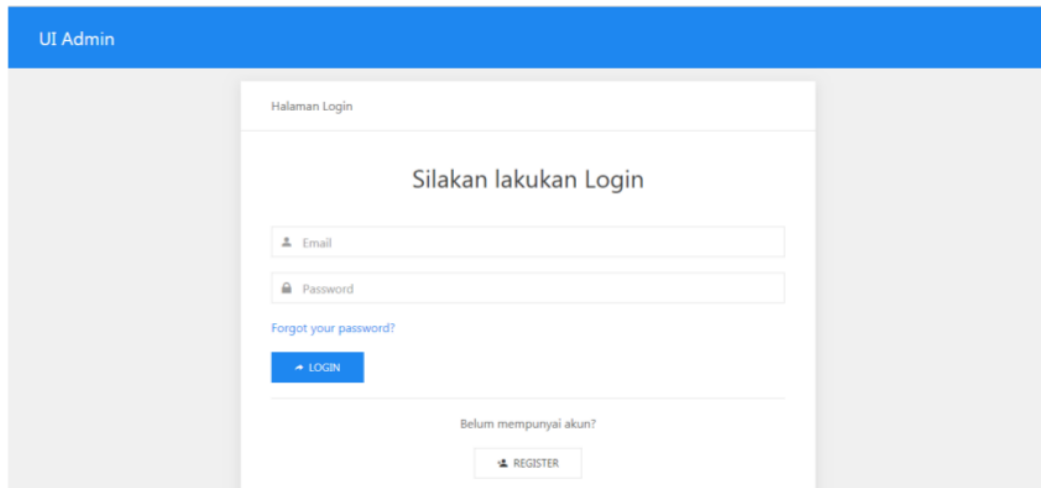 UI Admin
Halaman Login
Silakan lakukan Login
Email
Password
Forgot your password?
LOGIN
Belum mempunyai akun?
REGISTER